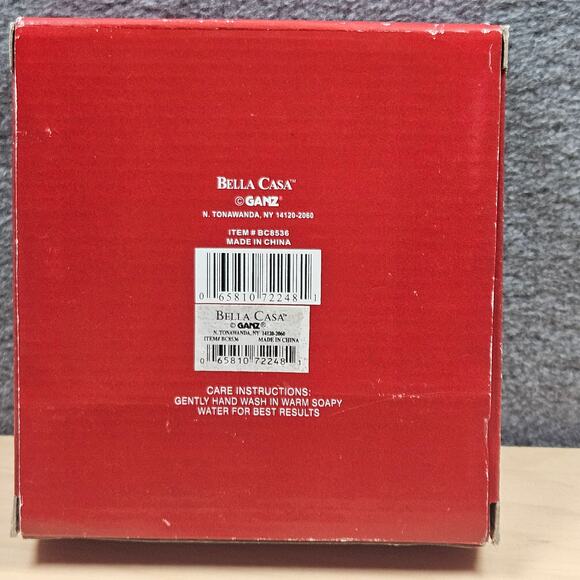 BELLA CASA™
© GANZ®
N. TONAWANDA, NY 14120-2060
ITEM # BC8536
MADE IN CHINA
0 65810 72248 1
BELLA CASA™
© GANZ®
N. TONAWANDA, NY 14120-2060
ITEM# BC8536 MADE IN CHINA
0 65810 72248 1
CARE INSTRUCTIONS:
GENTLY HAND WASH IN WARM SOAPY
WATER FOR BEST RESULTS